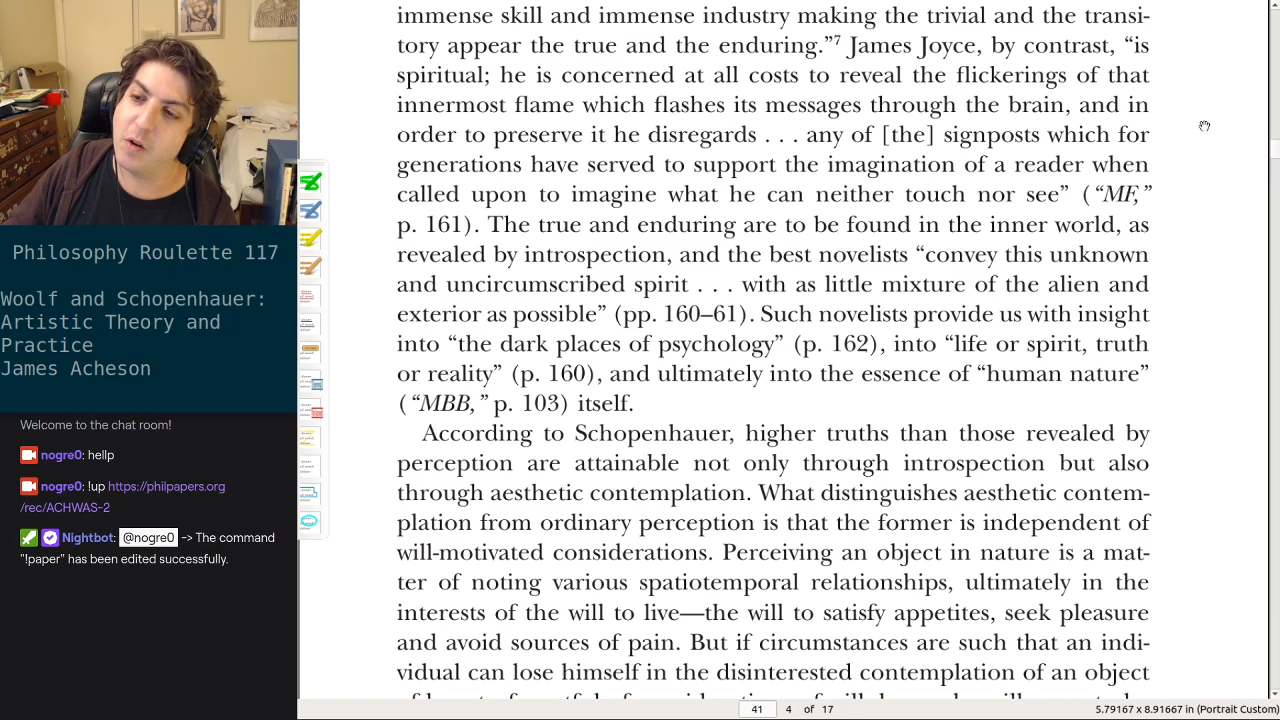 immense skill and immense industry making the trivial and the transi-
tory appear the true and the enduring.”7 James Joyce, by contrast, “is
spiritual; he is concerned at all costs to reveal the flickerings of that
innermost flame which flashes its messages through the brain, and in
order to preserve it he disregards . . . any of [the] signposts which for
generations have served to support the imagination of a reader when
called upon to imagine what he can neither touch nor see” (“MF,”
p. 161). The true and enduring are to be found in the inner world, as
revealed by introspection, and the best novelists “convey this unknown
and uncircumscribed spirit . . . with as little mixture of the alien and
exterior as possible” (pp. 160–61). Such novelists provide us with insight
into “the dark places of psychology” (p. 162), into “life or spirit, truth
or reality” (p. 160), and ultimately into the essence of “human nature”
(“MBB,” p. 103) itself.
According to Schopenhauer, higher truths than those revealed by
perception are attainable not only through introspection but also
through aesthetic contemplation. What distinguishes aesthetic contem-
plation from ordinary perception is that the former is independent of
will-motivated considerations. Perceiving an object in nature is a mat-
ter of noting various spatiotemporal relationships, ultimately in the
interests of the will to live—the will to satisfy appetites, seek pleasure
and avoid sources of pain. But if circumstances are such that an indi-
vidual can lose himself in the disinterested contemplation of an object
Philosophy Roulette 117
Woolf and Schopenhauer:
Artistic Theory and
Practice
James Acheson
Welcome to the chat room!
nogre0: hellp
nogre0: !up https://philpapers.org
/rec/ACHWAS-2
Nightbot: @nogre0 -> The command
"!paper" has been edited successfully.
41 4 of 17 5.79167 x 8.91667 in (Portrait Custom)